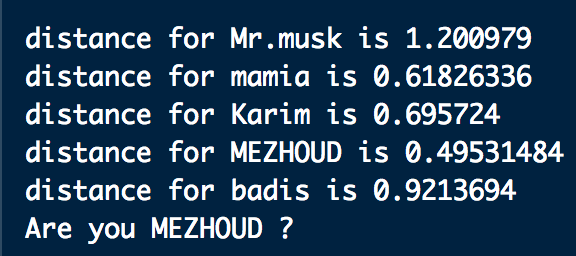 distance for Mr.musk is 1.200979
distance for mamia is 0.61826336
distance for Karim is 0.695724
distance for MEZHOUD is 0.49531484
distance for badis is 0.9213694
Are you MEZHOUD ?